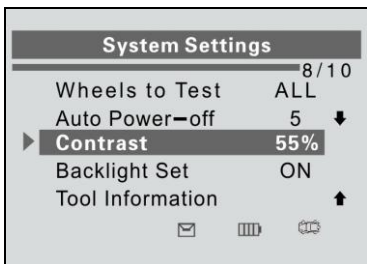 System Settings
8/10
Wheels to Test ALL
Auto Power-off 5
Contrast 55%
Backlight Set ON
Tool Information